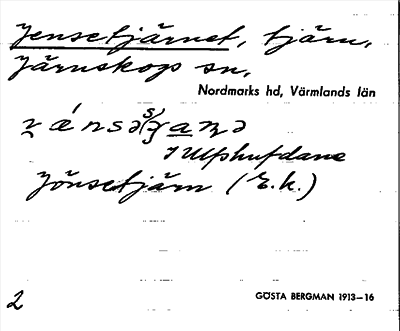 Jensetjärnet, tjärn,
Järnskogs sn,
Nordmarks hd, Värmlands län
Jönsetjärn (E.k.)
2
GÖSTA BERGMAN 1913–16